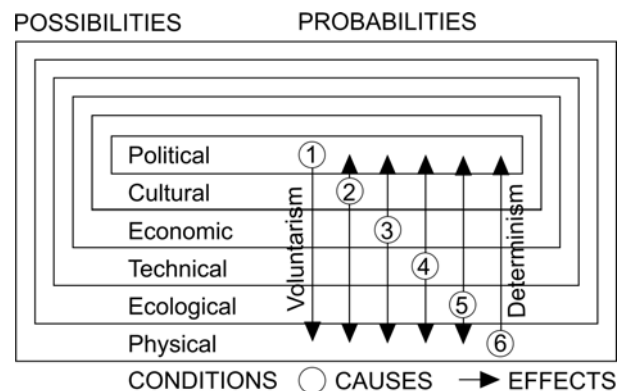 POSSIBILITIES PROBABILITIES
Political 1
Cultural 2
Economic 3
Technical 4
Ecological 5
Physical 6
Voluntarism
Determinism
CONDITIONS CAUSES EFFECTS